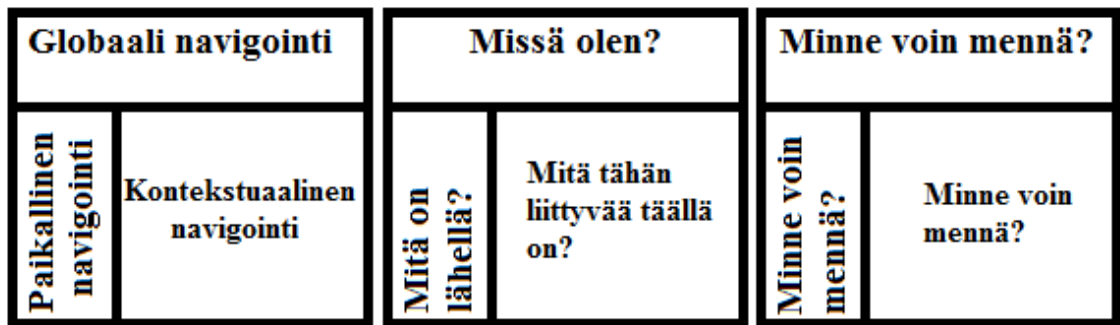 Globaali navigointi
Paikallinen
navigointi
Kontekstuaalinen
navigointi
Missä olen?
Mitä on
lähellä?
Mitä tähän
liittyvää täällä
on?
Minne voin mennä?
Minne voin
mennä?
Minne voin
mennä?